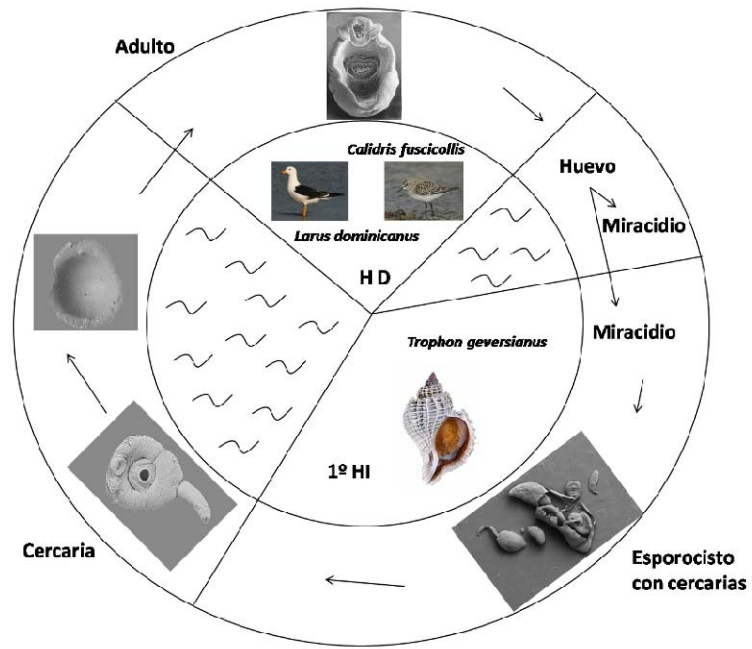 Adulto
Calidris fuscicollis
Larus dominicanus
H D
Huevo
Miracidio
Miracidio
Trophon geversianus
1º HI
Esporocisto
con cercarias
Cercaria